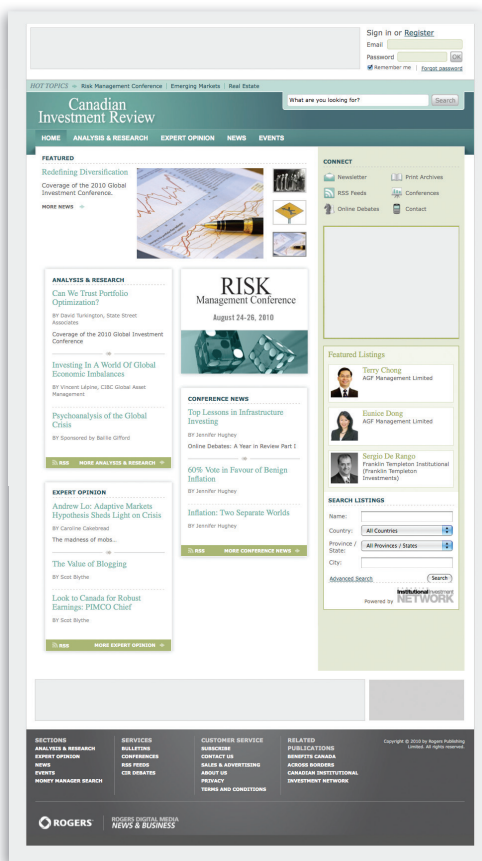 Sign in or Register
Email
Password OK
Remember me | Forgot password
HOT TOPICS Risk Management Conference | Emerging Markets | Real Estate
Canadian
Investment Review
What are you looking for? Search
HOME ANALYSIS & RESEARCH EXPERT OPINION NEWS EVENTS
FEATURED
Redefining Diversification
Coverage of the 2010 Global
Investment Conference.
MORE NEWS
CONNECT
Newsletter Print Archives
RSS Feeds Conferences
Online Debates Contact
ANALYSIS & RESEARCH
Can We Trust Portfolio
Optimization?
BY David Turkington, State Street
Associates
Coverage of the 2010 Global Investment
Conference
Investing In A World Of Global
Economic Imbalances
BY Vincent Lépine, CIBC Global Asset
Management
Psychoanalysis of the Global
Crisis
BY Sponsored by Baillie Gifford
RSS MORE ANALYSIS & RESEARCH
EXPERT OPINION
Andrew Lo: Adaptive Markets
Hypothesis Sheds Light on Crisis
BY Caroline Cakebread
The madness of mobs...
The Value of Blogging
BY Scot Blythe
Look to Canada for Robust
Earnings: PIMCO Chief
BY Scot Blythe
RSS MORE EXPERT OPINION
RISK
Management Conference
August 24-26, 2010
CONFERENCE NEWS
Top Lessons in Infrastructure
Investing
BY Jennifer Hughey
Online Debates: A Year in Review Part I
60% Vote in Favour of Benign
Inflation
BY Jennifer Hughey
Inflation: Two Separate Worlds
BY Jennifer Hughey
RSS MORE CONFERENCE NEWS
Featured Listings
Terry Chong
AGF Management Limited
Eunice Dong
AGF Management Limited
Sergio De Rango
Franklin Templeton Institutional
(Franklin Templeton
Investments)
SEARCH LISTINGS
Name:
Country: All Countries
Province /
State: All Provinces / States
City:
Advanced Search Search
Powered by Institutional Investment
NETWORK
SECTIONS
ANALYSIS & RESEARCH
EXPERT OPINION
NEWS
EVENTS
MONEY MANAGER SEARCH
SERVICES
BULLETINS
CONFERENCES
RSS FEEDS
CIR DEBATES
CUSTOMER SERVICE
SUBSCRIBE
CONTACT US
SALES & ADVERTISING
ABOUT US
PRIVACY
TERMS AND CONDITIONS
RELATED
PUBLICATIONS
BENEFITS CANADA
ACROSS BORDERS
CANADIAN INSTITUTIONAL
INVESTMENT NETWORK
Copyright © 2010 by Rogers Publishing
Limited. All rights reserved.
ROGERS
ROGERS DIGITAL MEDIA
NEWS & BUSINESS